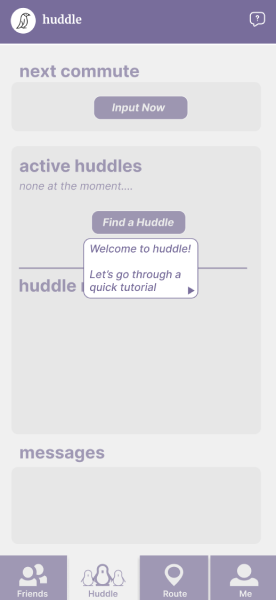 huddle
?
next commute
Input Now
active huddles
none at the moment....
Find a Huddle
Welcome to huddle!
Let's go through a
quick tutorial
huddle
messages
Friends
Huddle
Route
Me